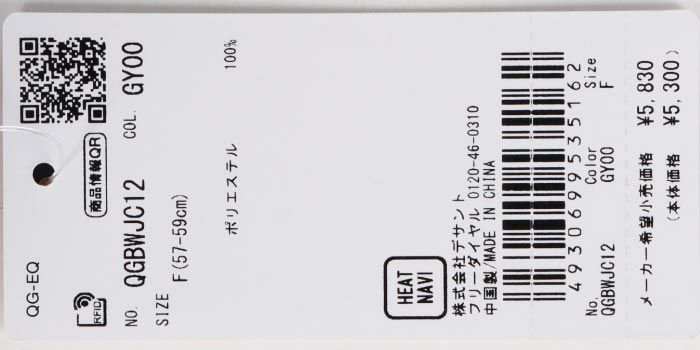 商品情報QR
QG-EQ
RFID
NO. QGBWJC12 COL. GY00
SIZE F(57-59cm)
ポリエステル 100%
HEAT
NAVI
株式会社デサント
フリーダイヤル 0120-46-0310
中国製/MADE IN CHINA
4930699535162
No. Color Size
QGBWJC12 GY00 F
メーカー希望小売価格 ¥5,830
(本体価格 ¥5,300)